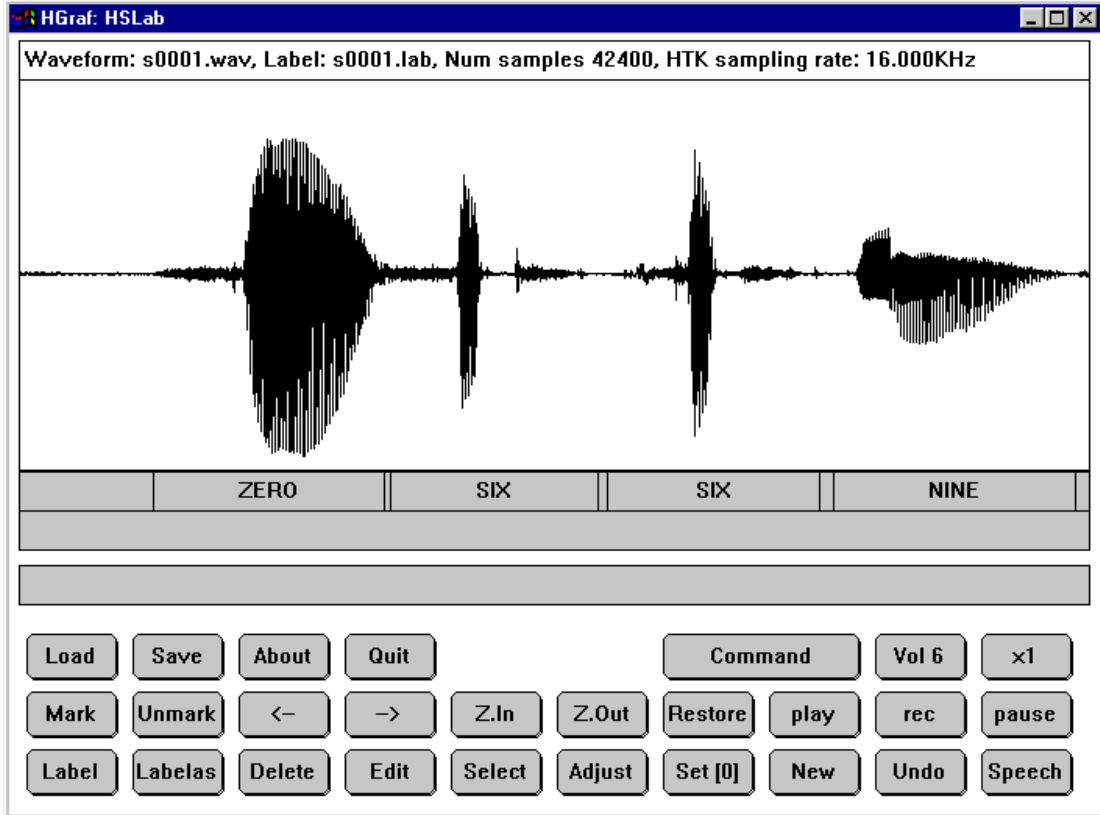 HGraf: HSLab
Waveform: s0001.wav, Label: s0001.lab, Num samples 42400, HTK sampling rate: 16.000KHz
ZERO SIX SIX NINE
Load Save About Quit Command Vol 6 x1
Mark Unmark <- -> Z.In Z.Out Restore play rec pause
Label Labelas Delete Edit Select Adjust Set [0] New Undo Speech